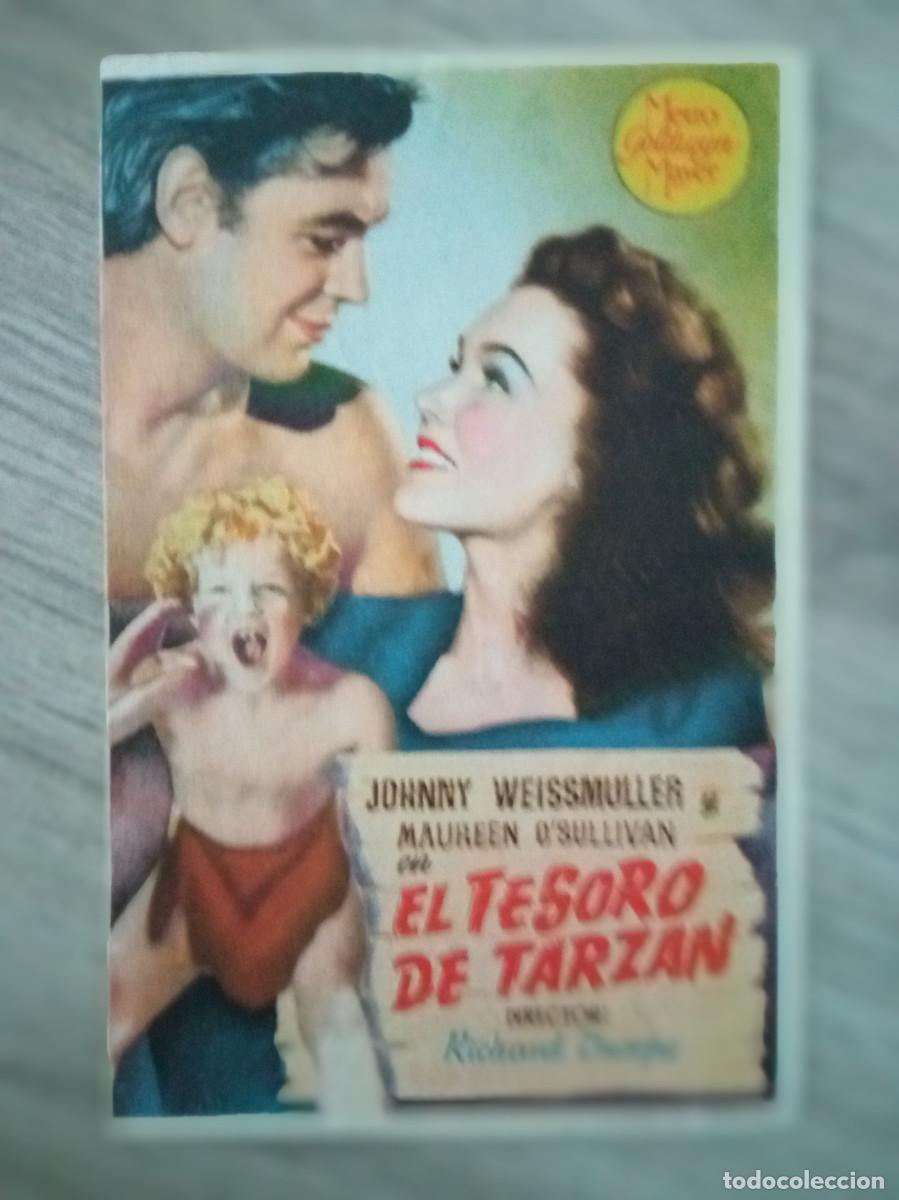 Metro
Goldwyn
Mayer
JOHNNY WEISSMULLER
MAUREEN O'SULLIVAN
en
EL TESORO
DE TARZAN
DIRECTOR:
Richard Thorpe
todocoleccion